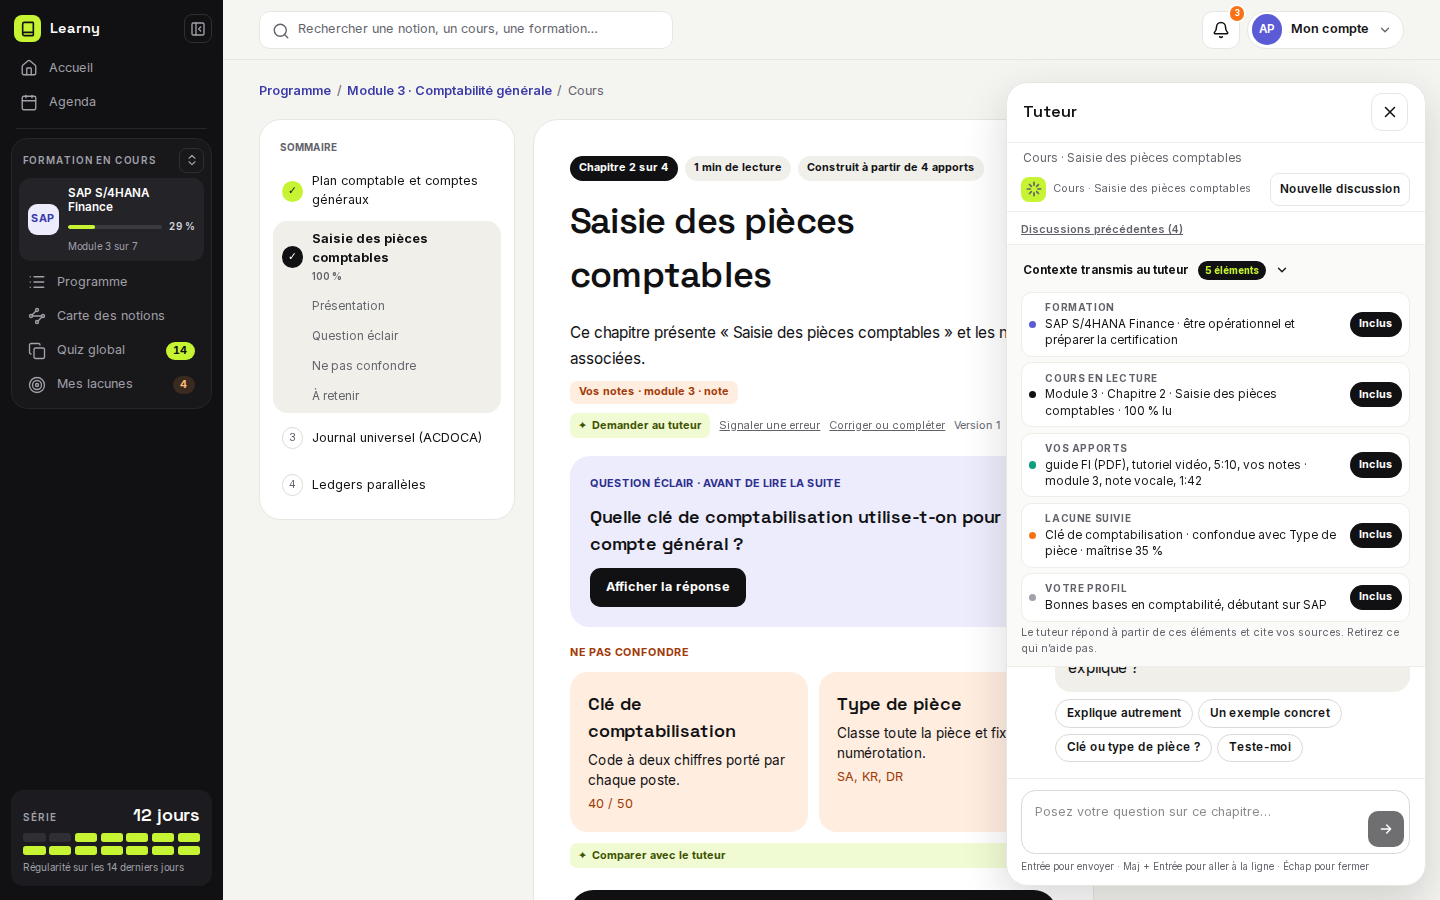 Learny
Accueil
Agenda
FORMATION EN COURS
SAP
SAP S/4HANA
Finance
29 %
Module 3 sur 7
Programme
Carte des notions
Quiz global
14
Mes lacunes
4
SÉRIE
12 jours
Régularité sur les 14 derniers jours
Rechercher une notion, un cours, une formation...
3
AP
Mon compte
Programme / Module 3 · Comptabilité générale / Cours
SOMMAIRE
✓ Plan comptable et comptes
généraux
✓ Saisie des pièces
comptables
100 %
Présentation
Question éclair
Ne pas confondre
À retenir
3 Journal universel (ACDOCA)
4 Ledgers parallèles
Chapitre 2 sur 4
1 min de lecture
Construit à partir de 4 apports
Saisie des pièces
comptables
Ce chapitre présente « Saisie des pièces comptables » et les n
associées.
Vos notes · module 3 · note
✦ Demander au tuteur
Signaler une erreur
Corriger ou compléter
Version 1
QUESTION ÉCLAIR · AVANT DE LIRE LA SUITE
Quelle clé de comptabilisation utilise-t-on pour
compte général ?
Afficher la réponse
NE PAS CONFONDRE
Clé de
comptabilisation
Code à deux chiffres porté par
chaque poste.
40 / 50
Type de pièce
Classe toute la pièce et fix
numérotation.
SA, KR, DR
✦ Comparer avec le tuteur
Tuteur
Cours · Saisie des pièces comptables
Cours · Saisie des pièces comptables
Nouvelle discussion
Discussions précédentes (4)
Contexte transmis au tuteur
5 éléments
FORMATION
SAP S/4HANA Finance · être opérationnel et
préparer la certification
Inclus
COURS EN LECTURE
Module 3 · Chapitre 2 · Saisie des pièces
comptables · 100 % lu
Inclus
VOS APPORTS
guide FI (PDF), tutoriel vidéo, 5:10, vos notes ·
module 3, note vocale, 1:42
Inclus
LACUNE SUIVIE
Clé de comptabilisation · confondue avec Type de
pièce · maîtrise 35 %
Inclus
VOTRE PROFIL
Bonnes bases en comptabilité, débutant sur SAP
Inclus
Le tuteur répond à partir de ces éléments et cite vos sources. Retirez ce
qui n'aide pas.
explique ?
Explique autrement
Un exemple concret
Clé ou type de pièce ?
Teste-moi
Posez votre question sur ce chapitre...
Entrée pour envoyer · Maj + Entrée pour aller à la ligne · Échap pour fermer